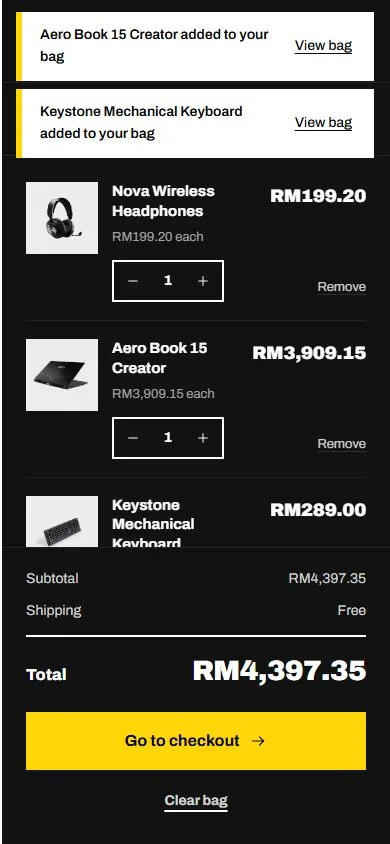 Aero Book 15 Creator added to your
bag
View bag
Keystone Mechanical Keyboard
added to your bag
View bag
Nova Wireless
Headphones
RM199.20
RM199.20 each
− 1 +
Remove
Aero Book 15
Creator
RM3,909.15
RM3,909.15 each
− 1 +
Remove
Keystone
Mechanical
Keyboard
RM289.00
Subtotal
RM4,397.35
Shipping
Free
Total
RM4,397.35
Go to checkout →
Clear bag